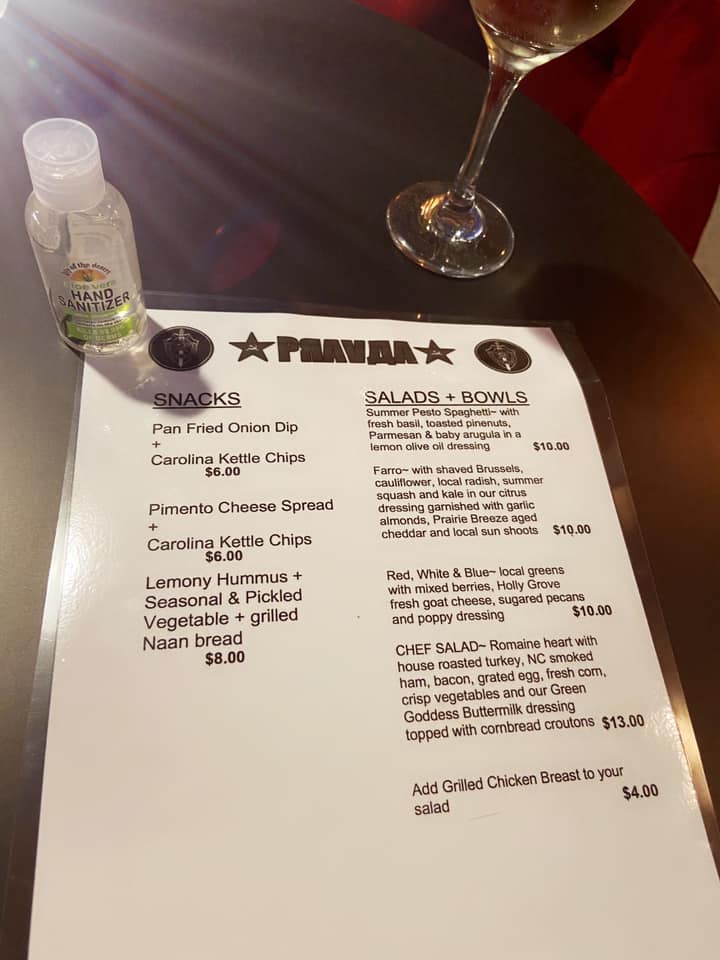 of the desert
aloe vera
HAND
SANITIZER
PЯAVДA
SNACKS
Pan Fried Onion Dip
+
Carolina Kettle Chips
$6.00
Pimento Cheese Spread
+
Carolina Kettle Chips
$6.00
Lemony Hummus +
Seasonal & Pickled
Vegetable + grilled
Naan bread
$8.00
SALADS + BOWLS
Summer Pesto Spaghetti~ with
fresh basil, toasted pinenuts,
Parmesan & baby arugula in a
lemon olive oil dressing $10.00
Farro~ with shaved Brussels,
cauliflower, local radish, summer
squash and kale in our citrus
dressing garnished with garlic
almonds, Prairie Breeze aged
cheddar and local sun shoots $10.00
Red, White & Blue~ local greens
with mixed berries, Holly Grove
fresh goat cheese, sugared pecans
and poppy dressing $10.00
CHEF SALAD~ Romaine heart with
house roasted turkey, NC smoked
ham, bacon, grated egg, fresh corn,
crisp vegetables and our Green
Goddess Buttermilk dressing
topped with cornbread croutons $13.00
Add Grilled Chicken Breast to your
salad $4.00